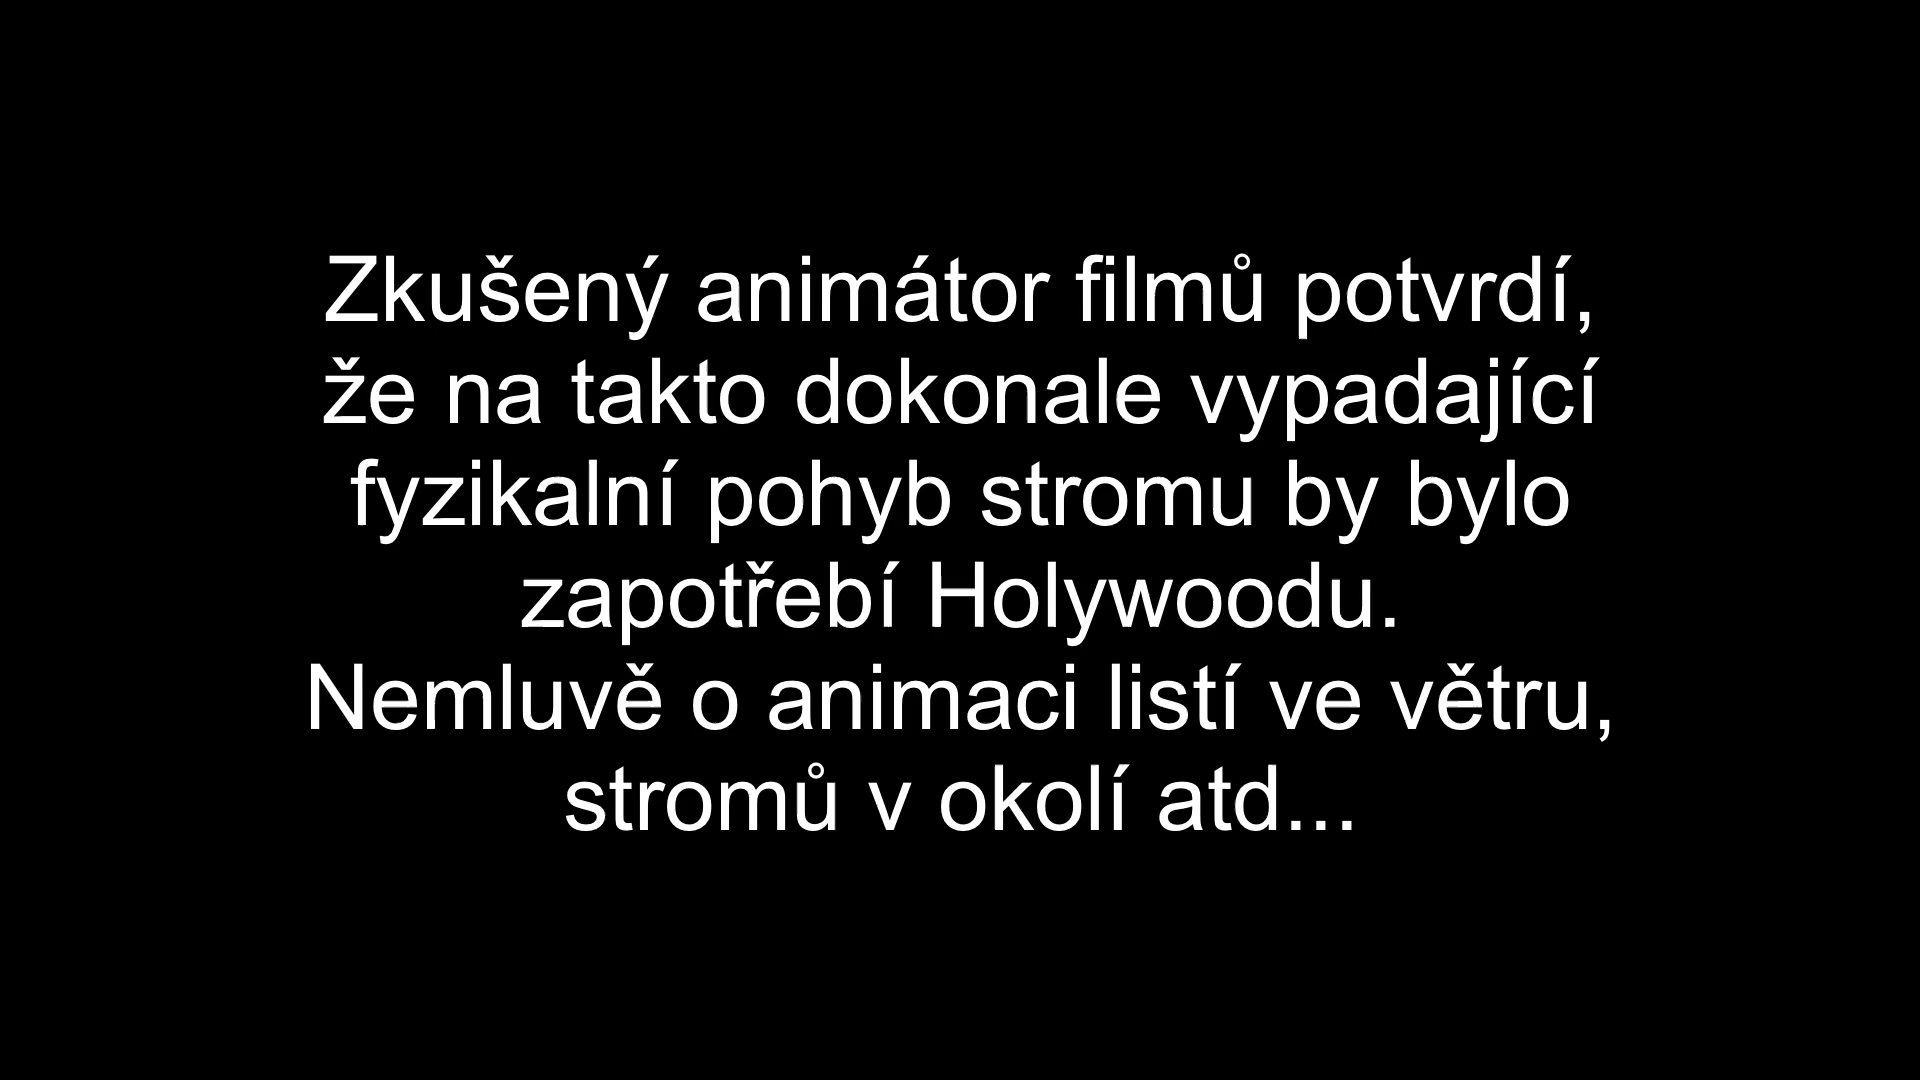 Zkušený animátor filmů potvrdí,
že na takto dokonale vypadající
fyzikalní pohyb stromu by bylo
zapotřebí Holywoodu.
Nemluvě o animaci listí ve větru,
stromů v okolí atd...